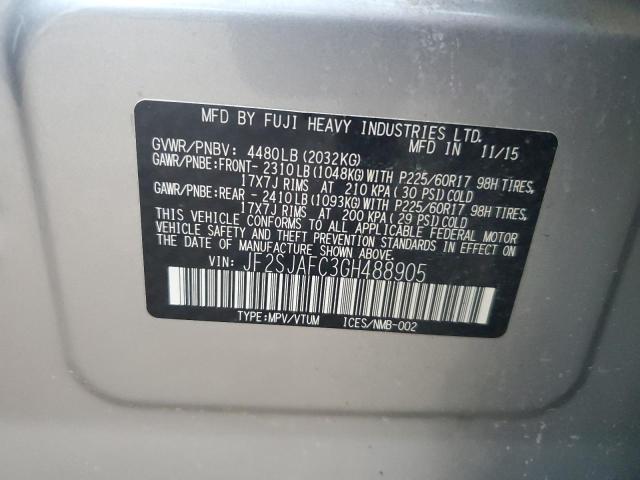 MFD BY FUJI HEAVY INDUSTRIES LTD.
MFD IN 11/15
GVWR/PNBV: 4480LB (2032KG)
GAWR/PNBE:FRONT- 2310LB (1048KG) WITH P225/60R17 98H TIRES,
17X7J RIMS AT 210 KPA (30 PSI) COLD
GAWR/PNBE:REAR - 2410LB (1093KG) WITH P225/60R17 98H TIRES,
17X7J RIMS AT 200 KPA (29 PSI) COLD
THIS VEHICLE CONFORMS TO ALL APPLICABLE FEDERAL MOTOR
VEHICLE SAFETY AND THEFT PREVENTION STANDARDS IN EFFECT ON
THE DATE OF MANUFACTURE SHOWN ABOVE.
VIN: JF2SJAFC3GH488905
TYPE:MPV/VTUM ICES/NMB-002